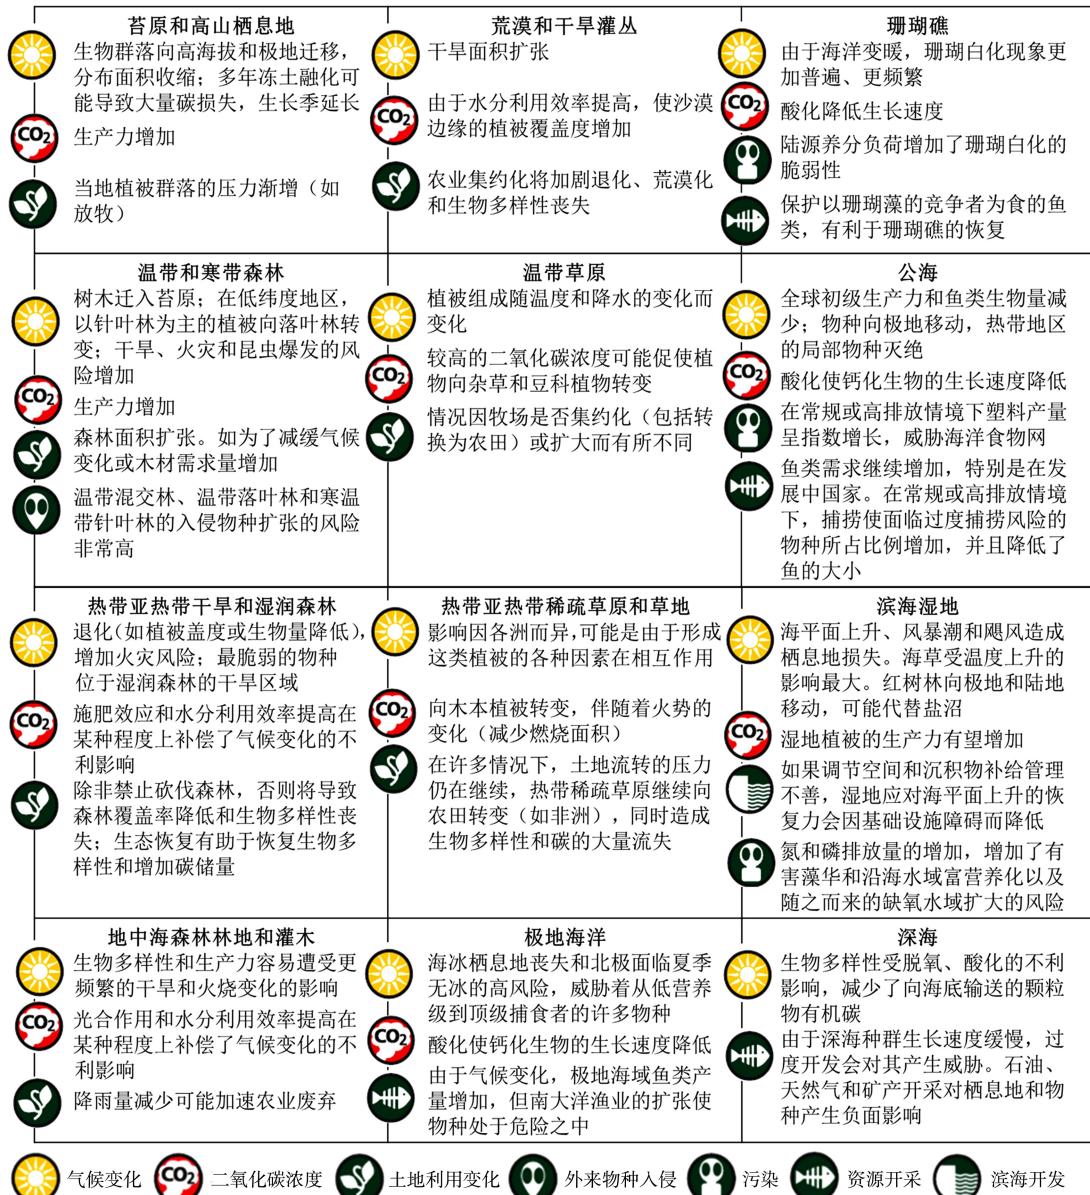 苔原和高山栖息地
生物群落向高海拔和极地迁移，
分布面积收缩；多年冻土融化可
能导致大量碳损失，生长季延长
CO2
生产力增加
当地植被群落的压力渐增（如
放牧）
荒漠和干旱灌丛
干旱面积扩张
CO2
由于水分利用效率提高，使沙漠
边缘的植被覆盖度增加
农业集约化将加剧退化、荒漠化
和生物多样性丧失
珊瑚礁
由于海洋变暖，珊瑚白化现象更
加普遍、更频繁
CO2
酸化降低生长速度
陆源养分负荷增加了珊瑚白化的
脆弱性
保护以珊瑚藻的竞争者为食的鱼
类，有利于珊瑚礁的恢复
温带和寒带森林
树木迁入苔原；在低纬度地区，
以针叶林为主的植被向落叶林转
变；干旱、火灾和昆虫爆发的风
险增加
CO2
生产力增加
森林面积扩张。如为了减缓气候
变化或木材需求量增加
温带混交林、温带落叶林和寒温
带针叶林的入侵物种扩张的风险
非常高
温带草原
植被组成随温度和降水的变化而
变化
CO2
较高的二氧化碳浓度可能促使植
物向杂草和豆科植物转变
情况因牧场是否集约化（包括转
换为农田）或扩大而有所不同
公海
全球初级生产力和鱼类生物量减
少；物种向极地移动，热带地区
的局部物种灭绝
CO2
酸化使钙化生物的生长速度降低
在常规或高排放情境下塑料产量
呈指数增长，威胁海洋食物网
鱼类需求继续增加，特别是在发
展中国家。在常规或高排放情境
下，捕捞使面临过度捕捞风险的
物种所占比例增加，并且降低了
鱼的大小
热带亚热带干旱和湿润森林
退化（如植被盖度或生物量降低），
增加火灾风险；最脆弱的物种
位于湿润森林的干旱区域
CO2
施肥效应和水分利用效率提高在
某种程度上补偿了气候变化的不
利影响
除非禁止砍伐森林，否则将导致
森林覆盖率降低和生物多样性丧
失；生态恢复有助于恢复生物多
样性和增加碳储量
热带亚热带稀疏草原和草地
影响因各洲而异，可能是由于形成
这类植被的各种因素在相互作用
CO2
向木本植被转变，伴随着火势的
变化（减少燃烧面积）
在许多情况下，土地流转的压力
仍在继续，热带稀疏草原继续向
农田转变（如非洲），同时造成
生物多样性和碳的大量流失
滨海湿地
海平面上升、风暴潮和飓风造成
栖息地损失。海草受温度上升的
影响最大。红树林向极地和陆地
移动，可能代替盐沼
CO2
湿地植被的生产力有望增加
如果调节空间和沉积物补给管理
不善，湿地应对海平面上升的恢
复力会因基础设施障碍而降低
氮和磷排放量的增加，增加了有
害藻华和沿海水域富营养化以及
随之而来的缺氧水域扩大的风险
地中海森林林地和灌木
生物多样性和生产力容易遭受更
频繁的干旱和火烧变化的影响
CO2
光合作用和水分利用效率提高在
某种程度上补偿了气候变化的不
利影响
降雨量减少可能加速农业废弃
极地海洋
海冰栖息地丧失和北极面临夏季
无冰的高风险，威胁着从低营养
级到顶级捕食者的许多物种
CO2
酸化使钙化生物的生长速度降低
由于气候变化，极地海域鱼类产
量增加，但南大洋渔业的扩张使
物种处于危险之中
深海
生物多样性受脱氧、酸化的不利
影响，减少了向海底输送的颗粒
物有机碳
由于深海种群生长速度缓慢，过
度开发会对其产生威胁。石油、
天然气和矿产开采对栖息地和物
种产生负面影响
气候变化 CO2 二氧化碳浓度 土地利用变化 外来物种入侵 污染 资源开采 滨海开发